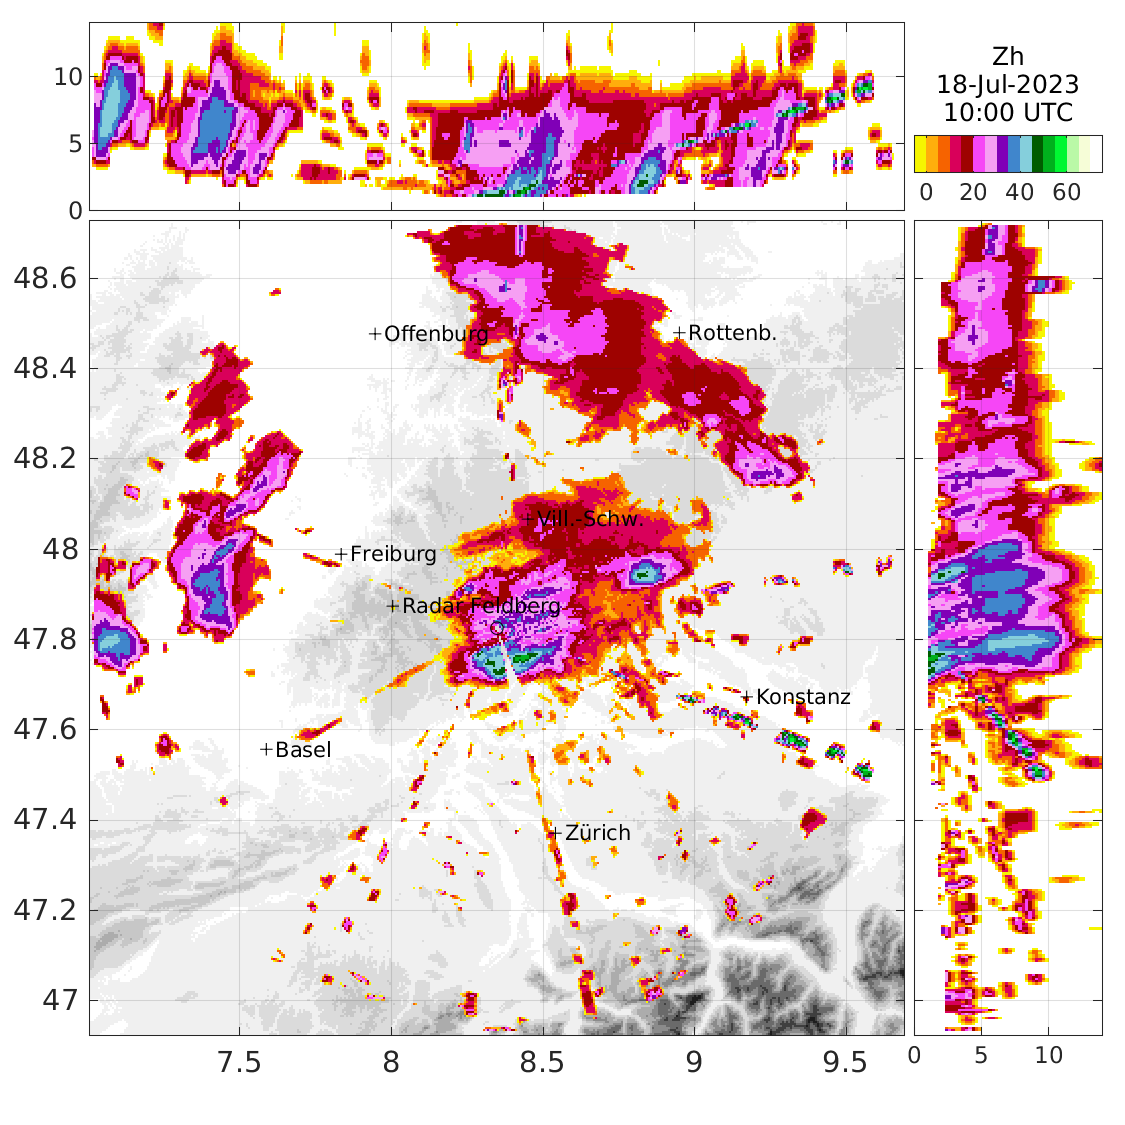 10
5
0
Zh
18-Jul-2023
10:00 UTC
0 20 40 60
48.6
48.4
48.2
48
47.8
47.6
47.4
47.2
47
+Offenburg
+Rottenb.
+Vill.-Schw.
+Freiburg
+Radar Feldberg
+Konstanz
+Basel
+Zürich
7.5 8 8.5 9 9.5
0 5 10